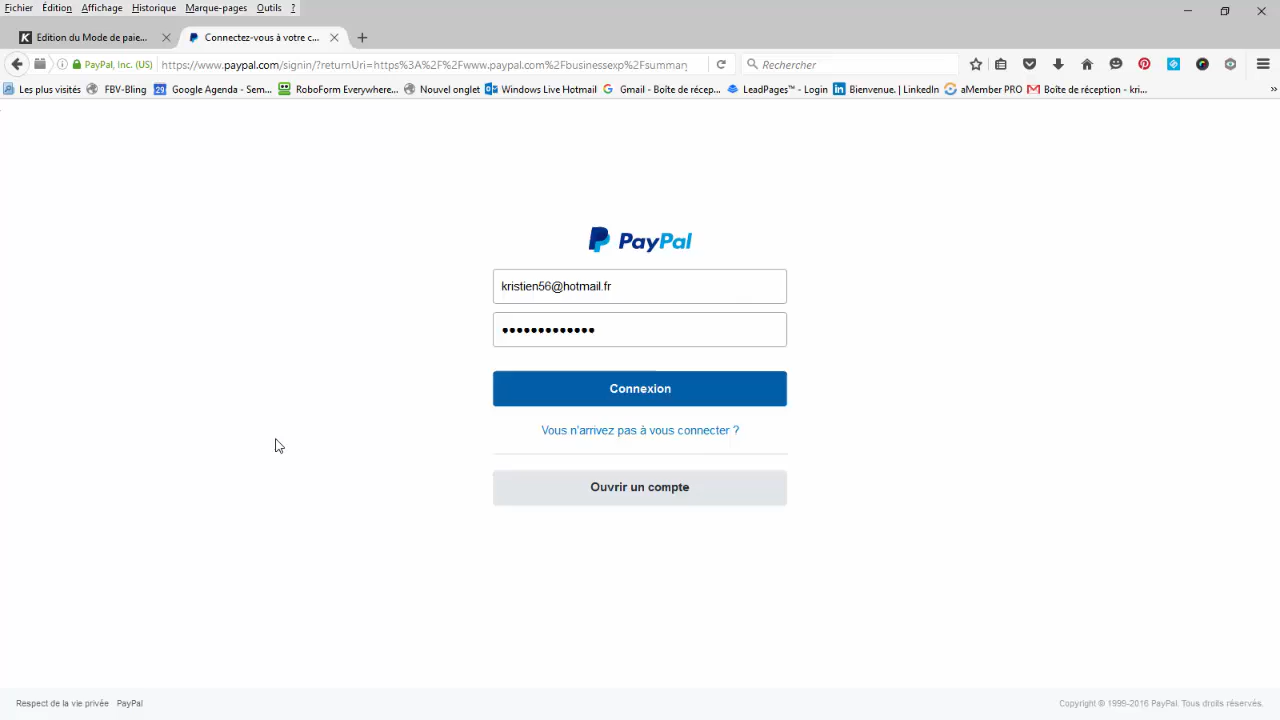 Fichier Édition Affichage Historique Marque-pages Outils ?
Edition du Mode de paie... Connectez-vous à votre c...
PayPal, Inc. (US) https://www.paypal.com/signin/?returnUri=https%3A%2F%2Fwww.paypal.com%2Fbusinessexp%2Fsummary Rechercher
Les plus visités FBV-Bling 29 Google Agenda - Sem... RoboForm Everywhere... Nouvel onglet Windows Live Hotmail Gmail - Boîte de récep... LeadPages™ - Login Bienvenue. | LinkedIn aMember PRO Boîte de réception - kri... »
PayPal
kristien56@hotmail.fr
Connexion
Vous n'arrivez pas à vous connecter ?
Ouvrir un compte
Respect de la vie privée PayPal Copyright © 1999-2016 PayPal. Tous droits réservés.